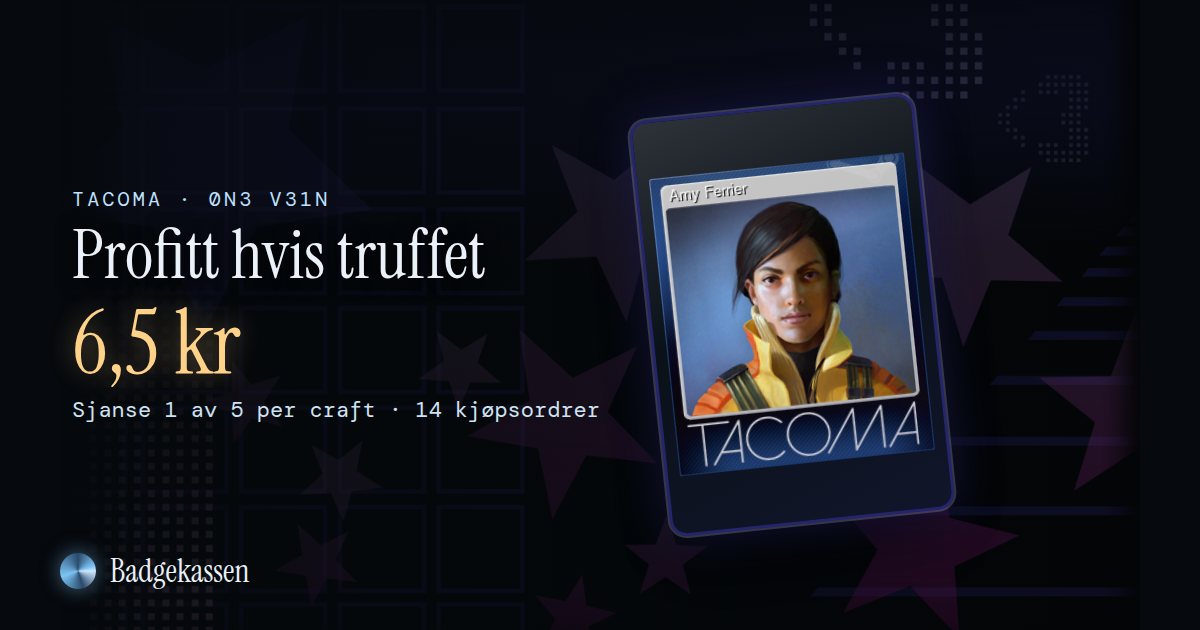 TACOMA · ØN3 V31N
Profitt hvis truffet
6,5 kr
Sjanse 1 av 5 per craft · 14 kjøpsordrer
Amy Ferrier
TACOMA
Badgekassen